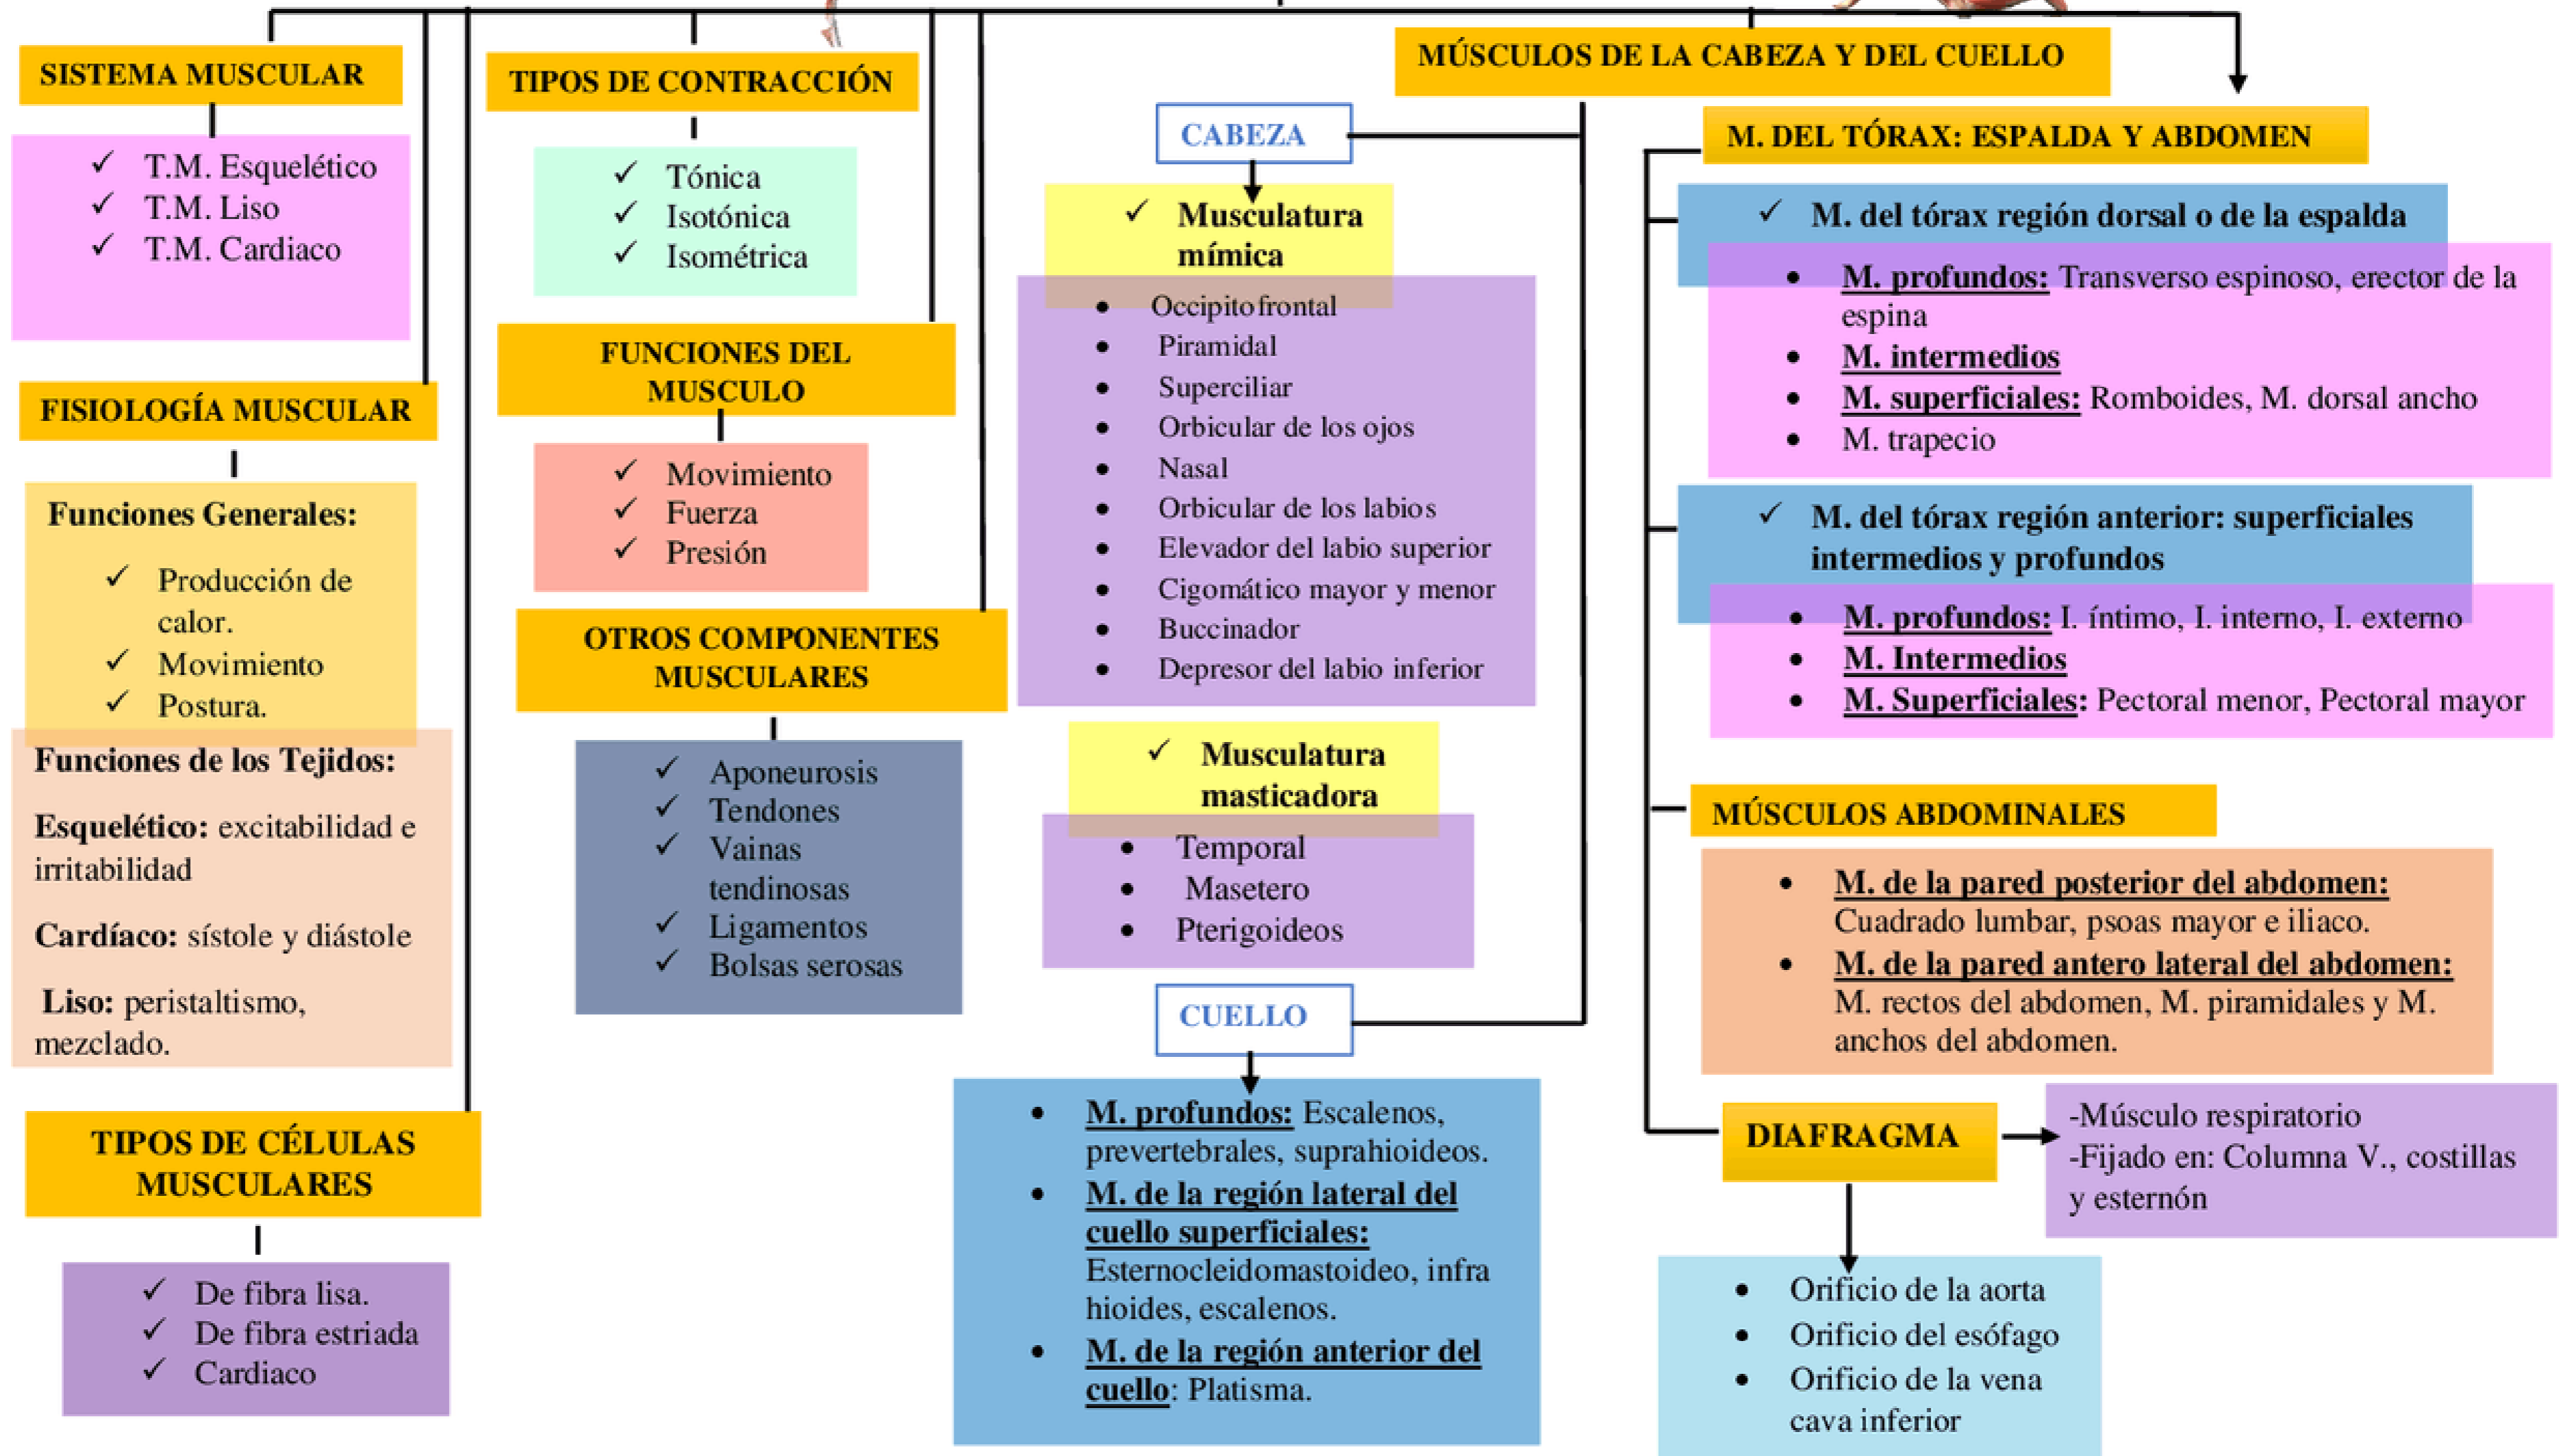 SISTEMA MUSCULAR
✓ T.M. Esquelético
✓ T.M. Liso
✓ T.M. Cardiaco
FISIOLOGÍA MUSCULAR
Funciones Generales:
✓ Producción de
calor.
✓ Movimiento
✓ Postura.
Funciones de los Tejidos:
Esquelético: excitabilidad e
irritabilidad
Cardíaco: sístole y diástole
Liso: peristaltismo,
mezclado.
TIPOS DE CÉLULAS
MUSCULARES
✓ De fibra lisa.
✓ De fibra estriada
✓ Cardiaco
TIPOS DE CONTRACCIÓN
✓ Tónica
✓ Isotónica
✓ Isométrica
FUNCIONES DEL
MUSCULO
✓ Movimiento
✓ Fuerza
✓ Presión
OTROS COMPONENTES
MUSCULARES
✓ Aponeurosis
✓ Tendones
✓ Vainas
tendinosas
✓ Ligamentos
✓ Bolsas serosas
MÚSCULOS DE LA CABEZA Y DEL CUELLO
CABEZA
✓ Musculatura
mímica
• Occipitofrontal
• Piramidal
• Superciliar
• Orbicular de los ojos
• Nasal
• Orbicular de los labios
• Elevador del labio superior
• Cigomático mayor y menor
• Buccinador
• Depresor del labio inferior
✓ Musculatura
masticadora
• Temporal
• Masetero
• Pterigoideos
CUELLO
• M. profundos: Escalenos,
prevertebrales, suprahioideos.
• M. de la región lateral del
cuello superficiales:
Esternocleidomastoideo, infra
hioides, escalenos.
• M. de la región anterior del
cuello: Platisma.
M. DEL TÓRAX: ESPALDA Y ABDOMEN
✓ M. del tórax región dorsal o de la espalda
• M. profundos: Transverso espinoso, erector de la
espina
• M. intermedios
• M. superficiales: Romboides, M. dorsal ancho
• M. trapecio
✓ M. del tórax región anterior: superficiales
intermedios y profundos
• M. profundos: I. íntimo, I. interno, I. externo
• M. Intermedios
• M. Superficiales: Pectoral menor, Pectoral mayor
MÚSCULOS ABDOMINALES
• M. de la pared posterior del abdomen:
Cuadrado lumbar, psoas mayor e iliaco.
• M. de la pared antero lateral del abdomen:
M. rectos del abdomen, M. piramidales y M.
anchos del abdomen.
DIAFRAGMA
-Músculo respiratorio
-Fijado en: Columna V., costillas
y esternón
• Orificio de la aorta
• Orificio del esófago
• Orificio de la vena
cava inferior